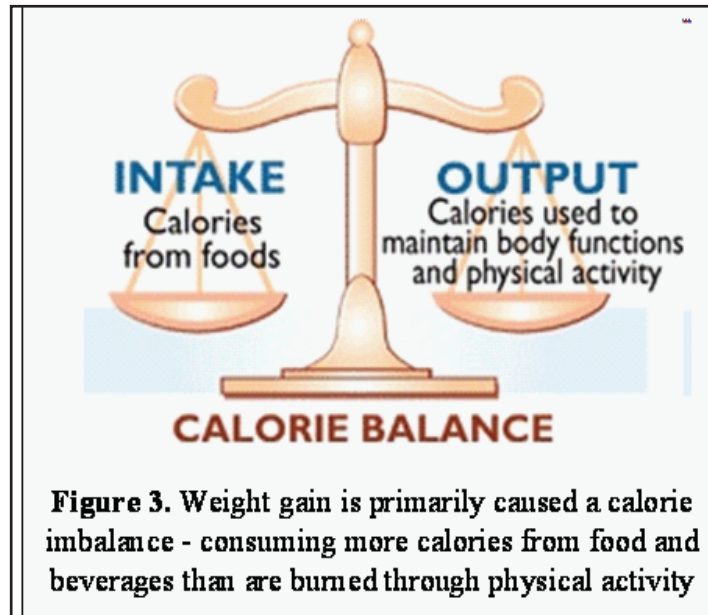 INTAKE
Calories
from foods
OUTPUT
Calories used to
maintain body functions
and physical activity
CALORIE BALANCE
Figure 3. Weight gain is primarily caused a calorie
imbalance - consuming more calories from food and
beverages than are burned through physical activity